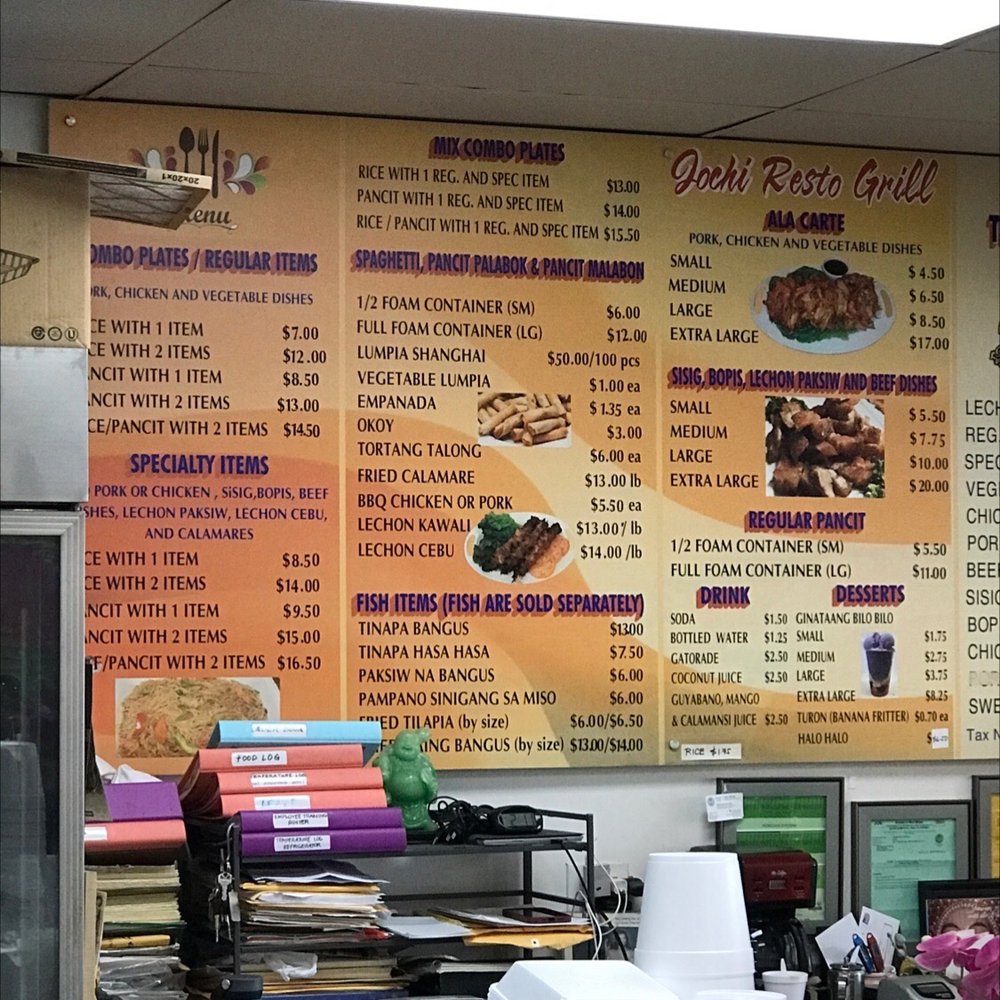 20x20x1
enu
OMBO PLATES / REGULAR ITEMS
RK, CHICKEN AND VEGETABLE DISHES
CE WITH 1 ITEM $7.00
CE WITH 2 ITEMS $12.00
NCIT WITH 1 ITEM $8.50
NCIT WITH 2 ITEMS $13.00
CE/PANCIT WITH 2 ITEMS $14.50
SPECIALTY ITEMS
PORK OR CHICKEN , SiSiG,BOPIS, BEEF
SHES, LECHON PAKSIW, LECHON CEBU,
AND CALAMARES
CE WITH 1 ITEM $8.50
CE WITH 2 ITEMS $14.00
NCIT WITH 1 ITEM $9.50
NCIT WITH 2 ITEMS $15.00
/PANCIT WITH 2 ITEMS $16.50
MIX COMBO PLATES
RICE WITH 1 REG. AND SPEC ITEM $13.00
PANCIT WITH 1 REG. AND SPEC ITEM $14.00
RICE / PANCIT WITH 1 REG. AND SPEC ITEM $15.50
SPAGHETTI, PANCIT PALABOK & PANCIT MALABON
1/2 FOAM CONTAINER (SM) $6.00
FULL FOAM CONTAINER (LG) $12.00
LUMPIA SHANGHAI $50.00/100 pcs
VEGETABLE LUMPIA $1.00 ea
EMPANADA $1.35 ea
OKOY $3.00
TORTANG TALONG $6.00 ea
FRIED CALAMARE $13.00 lb
BBQ CHICKEN OR PORK $5.50 ea
LECHON KAWALI $13.00/ lb
LECHON CEBU $14.00 /lb
FISH ITEMS (FISH ARE SOLD SEPARATELY)
TINAPA BANGUS $1300
TINAPA HASA HASA $7.50
PAKSIW NA BANGUS $6.00
PAMPANO SINIGANG SA MISO $6.00
FRIED TILAPIA (by size) $6.00/$6.50
ING BANGUS (by size) $13.00/$14.00
Jochi Resto Grill
ALA CARTE
PORK, CHICKEN AND VEGETABLE DISHES
SMALL $4.50
MEDIUM $6.50
LARGE $8.50
EXTRA LARGE $17.00
SISIG, BOPIS, LECHON PAKSIW AND BEEF DISHES
SMALL $5.50
MEDIUM $7.75
LARGE $10.00
EXTRA LARGE $20.00
REGULAR PANCIT
1/2 FOAM CONTAINER (SM) $5.50
FULL FOAM CONTAINER (LG) $11.00
DRINK
SODA $1.50
BOTTLED WATER $1.25
GATORADE $2.50
COCONUT JUICE $2.50
GUYABANO, MANGO
& CALAMANSI JUICE $2.50
RICE $1.95
DESSERTS
GINATAANG BILO BILO
SMALL $1.75
MEDIUM $2.75
LARGE $3.75
EXTRA LARGE $8.25
TURON (BANANA FRITTER) $0.70 ea
HALO HALO
T
LECH
REG
SPEC
VEG
CHIC
POR
BEEF
SISIG
BOP
CHIC
SWE
Tax N
FOOD LOG
TEMPERATURE LOG
TEMPERATURE LOG
REFRIGERATOR